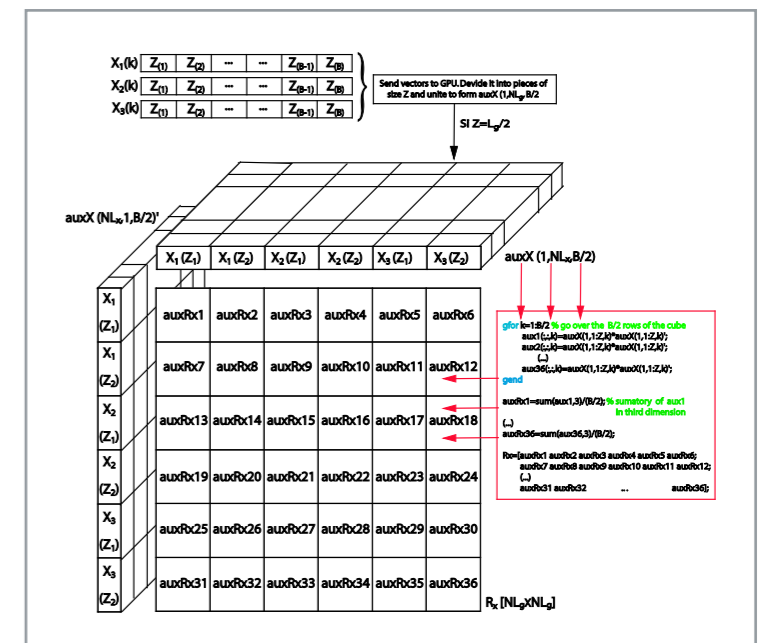 X1(k) Z(1) Z(2) ... ... Z(B-1) Z(B)
X2(k) Z(1) Z(2) ... ... Z(B-1) Z(B)
X3(k) Z(1) Z(2) ... ... Z(B-1) Z(B)
Send vectors to GPU. Devide it into pieces of
size Z and unite to form auxX (1,NLg, B/2
SI Z=Lg/2
auxX (NLx,1,B/2)'
X1 (Z1) X1 (Z2) X2 (Z1) X2 (Z2) X3 (Z1) X3 (Z2)
auxX (1,NLx,B/2)
X1
(Z1)
auxRx1 auxRx2 auxRx3 auxRx4 auxRx5 auxRx6
X1
(Z2)
auxRx7 auxRx8 auxRx9 auxRx10 auxRx11 auxRx12
X2
(Z1)
auxRx13 auxRx14 auxRx15 auxRx16 auxRx17 auxRx18
X2
(Z2)
auxRx19 auxRx20 auxRx21 auxRx22 auxRx23 auxRx24
X3
(Z1)
auxRx25 auxRx26 auxRx27 auxRx28 auxRx29 auxRx30
X3
(Z2)
auxRx31 auxRx32 auxRx33 auxRx34 auxRx35 auxRx36
Rx [NLgXNLg]
gfor k=1:B/2 % go over the B/2 rows of the cube
aux1(:,:,k)=auxX(1,1:Z,k)*auxX(1,1:Z,k)';
aux2(:,:,k)=auxX(1,1:Z,k)*auxX(1,1:Z,k)';
(...)
aux36(:,:,k)=auxX(1,1:Z,k)*auxX(1,1:Z,k)';
gend
auxRx1=sum(aux1,3)/(B/2); % sumatory of aux1
in third dimension
(...)
auxRx36=sum(aux36,3)/(B/2);
Rx=[auxRx1 auxRx2 auxRx3 auxRx4 auxRx5 auxRx6;
auxRx7 auxRx8 auxRx9 auxRx10 auxRx11 auxRx12;
(...)
auxRx31 auxRx32 ... auxRx36];